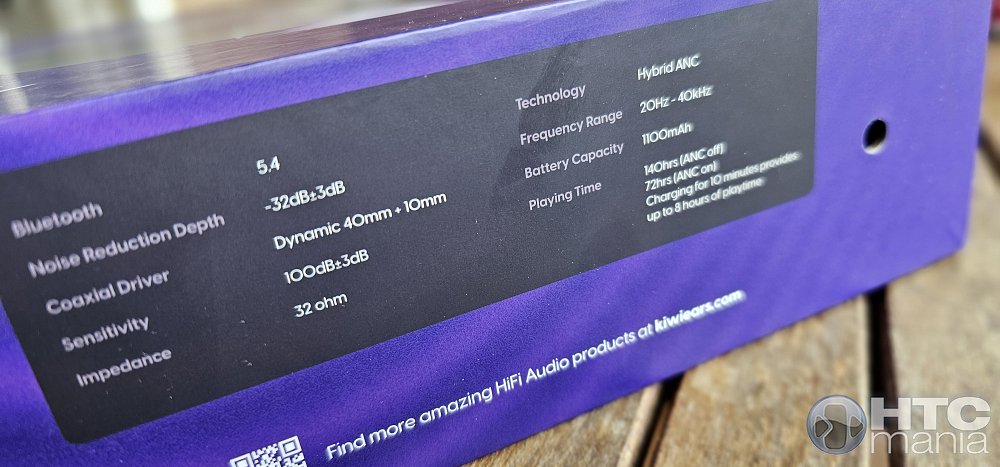 Bluetooth 5.4
Noise Reduction Depth -32dB±3dB
Coaxial Driver Dynamic 40mm + 10mm
Sensitivity 100dB±3dB
Impedance 32 ohm
Technology Hybrid ANC
Frequency Range 20Hz - 40kHz
Battery Capacity 1100mAh
Playing Time 140hrs (ANC off)
72hrs (ANC on)
Charging for 10 minutes provides
up to 8 hours of playtime
Find more amazing HiFi Audio products at kiwiears.com
HTC
mania